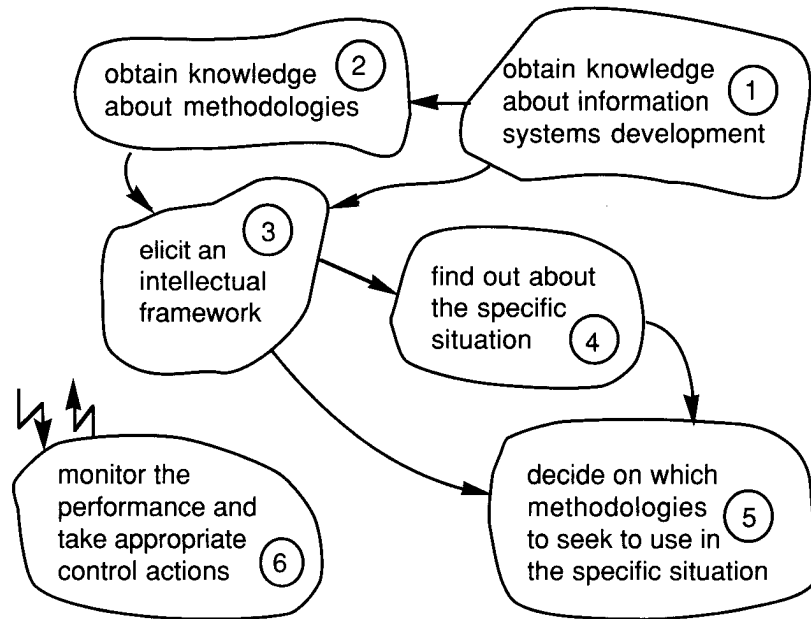 obtain knowledge
about methodologies
2
obtain knowledge
about information
systems development
1
elicit an
intellectual
framework
3
find out about
the specific
situation
4
monitor the
performance and
take appropriate
control actions
6
decide on which
methodologies
to seek to use in
the specific situation
5